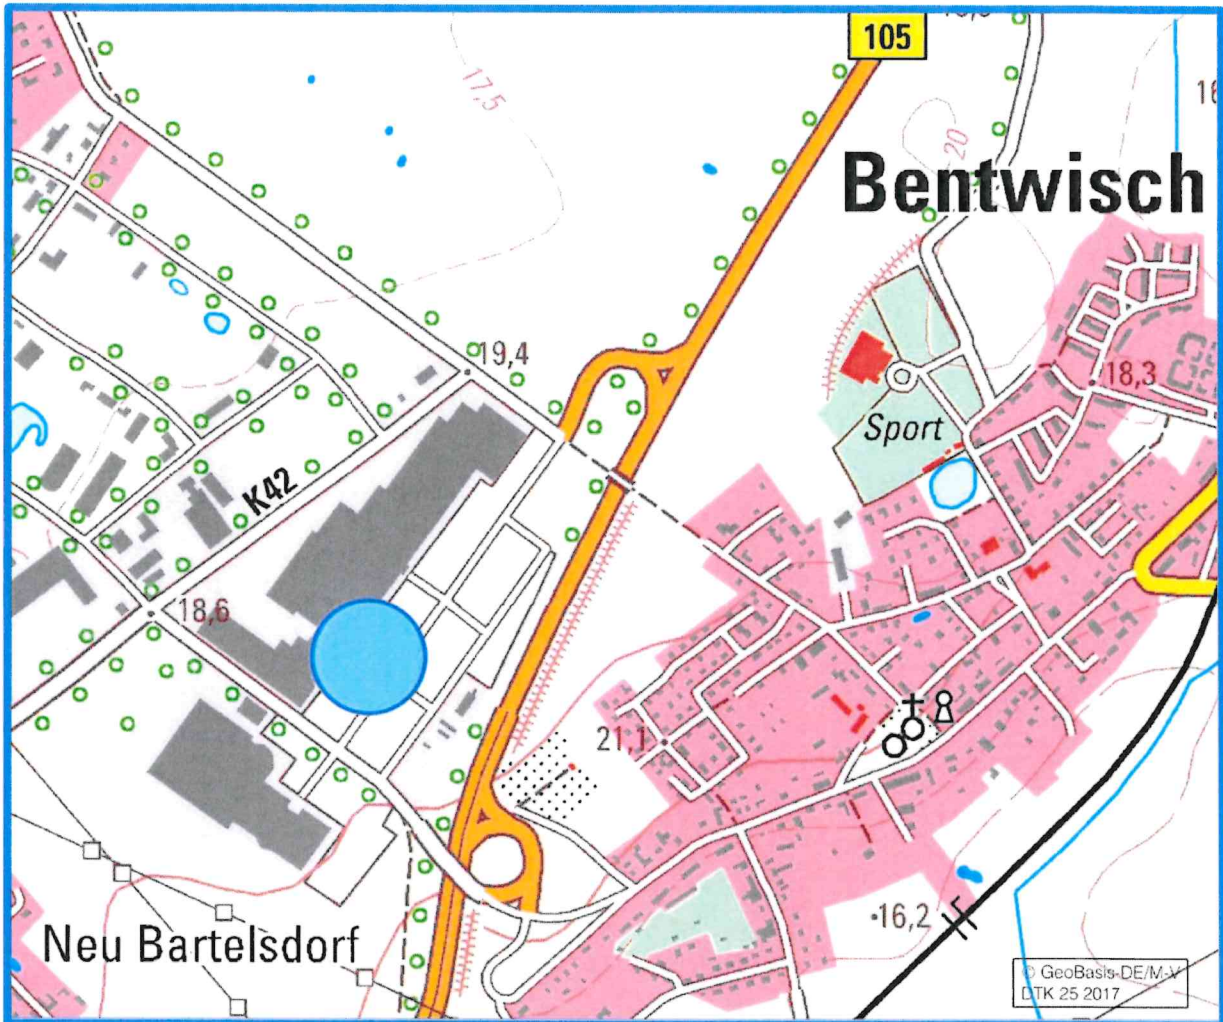 105
17,5
20
Bentwisch
19,4
18,3
Sport
K42
18,6
21,1
16,2
Neu Bartelsdorf
© GeoBasis-DE/M-V
DTK 25 2017